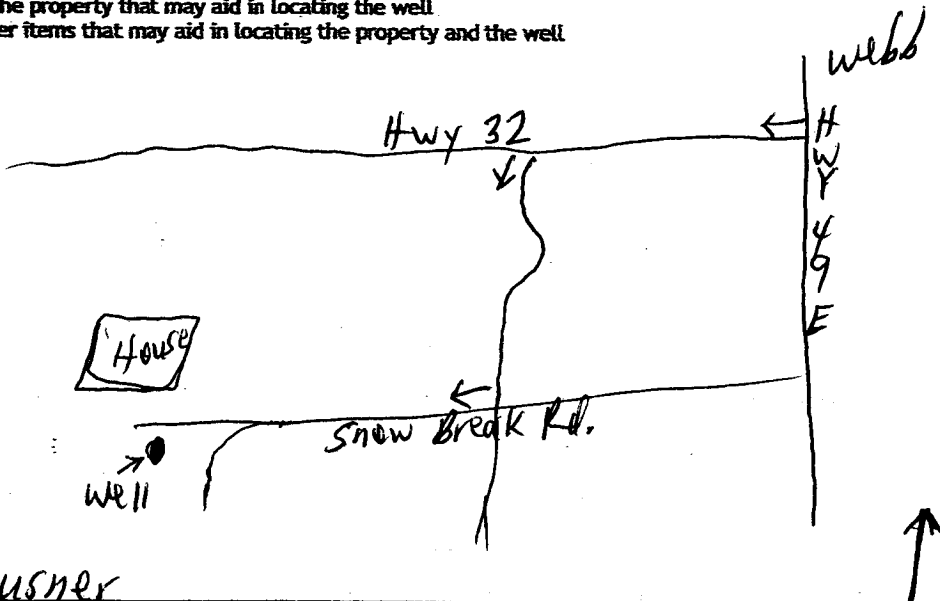 he property that may aid in locating the well
er items that may aid in locating the property and the well
webb
Hwy 32
HWY 49 E
House
Snow Break Rd.
Well
usner